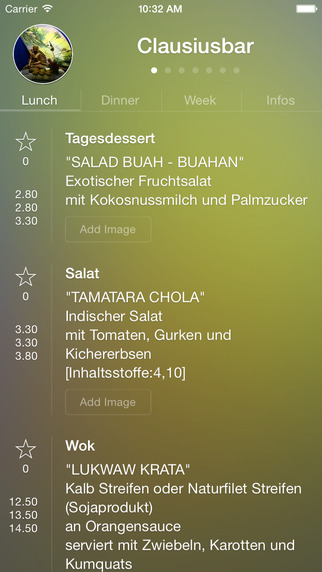 Carrier 10:32 AM
Clausiusbar
Lunch Dinner Week Infos
Tagesdessert
0
"SALAD BUAH - BUAHAN"
Exotischer Fruchtsalat
2.80
mit Kokosnussmilch und Palmzucker
2.80
3.30
Add Image
Salat
0
"TAMATARA CHOLA"
Indischer Salat
3.30
mit Tomaten, Gurken und
3.30
Kichererbsen
3.80
[Inhaltsstoffe:4,10]
Add Image
Wok
0
"LUKWAW KRATA"
Kalb Streifen oder Naturfilet Streifen
12.50
(Sojaprodukt)
13.50
an Orangensauce
14.50
serviert mit Zwiebeln, Karotten und
Kumquats